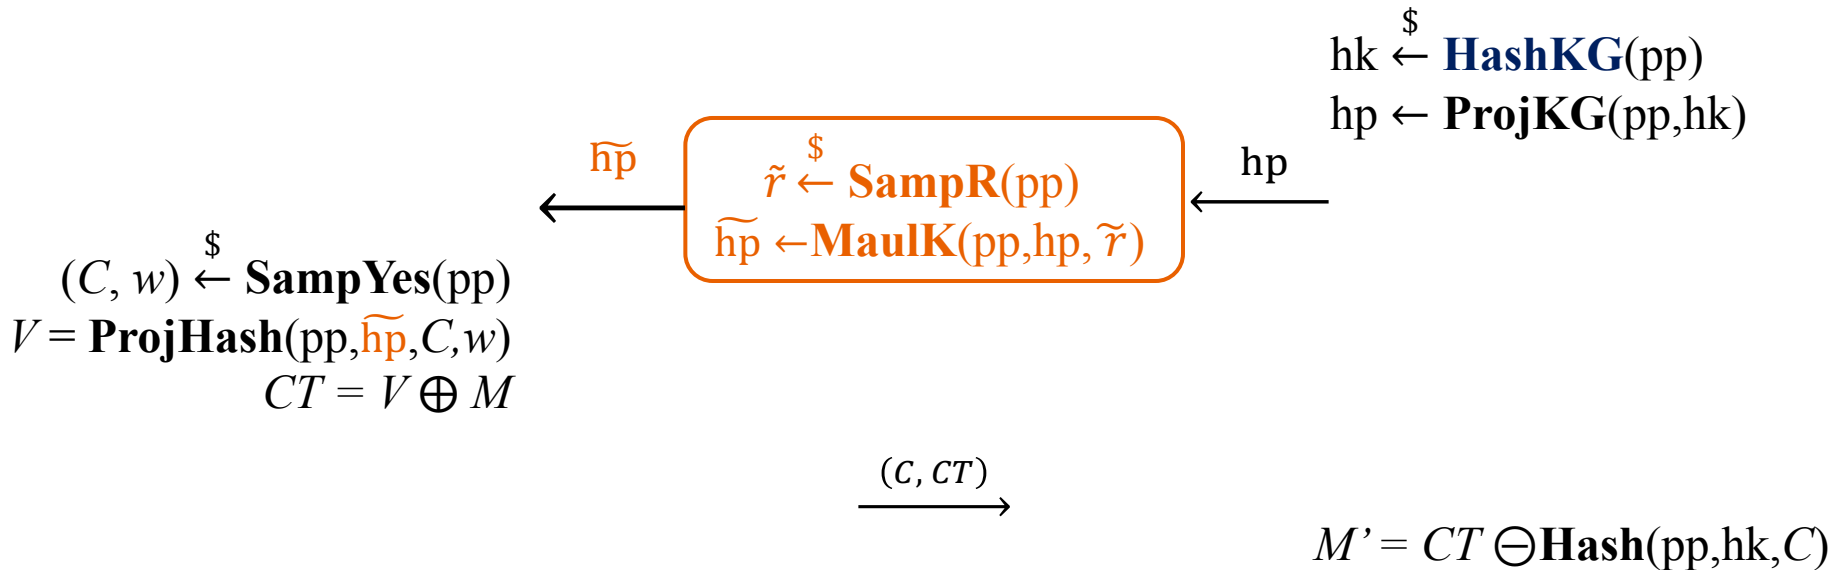 hk $← HashKG(pp)
hp ← ProjKG(pp,hk)
hp
r̃ $← SampR(pp)
h͠p ←MaulK(pp,hp, r̃)
h͠p
(C, w) $← SampYes(pp)
V = ProjHash(pp,h͠p,C,w)
CT = V ⊕ M
(C, CT)
M’ = CT ⊖Hash(pp,hk,C)